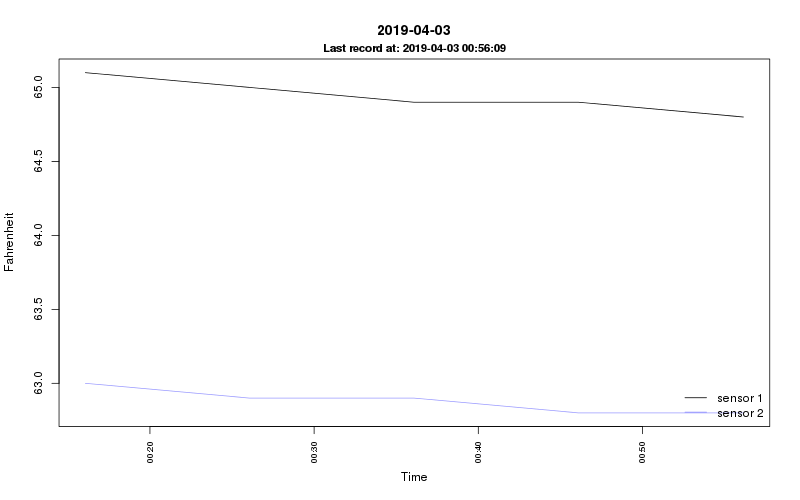 2019-04-03
Last record at: 2019-04-03 00:56:09
65.0
64.5
64.0
63.5
63.0
Fahrenheit
sensor 1
sensor 2
00:20
00:30
00:40
00:50
Time